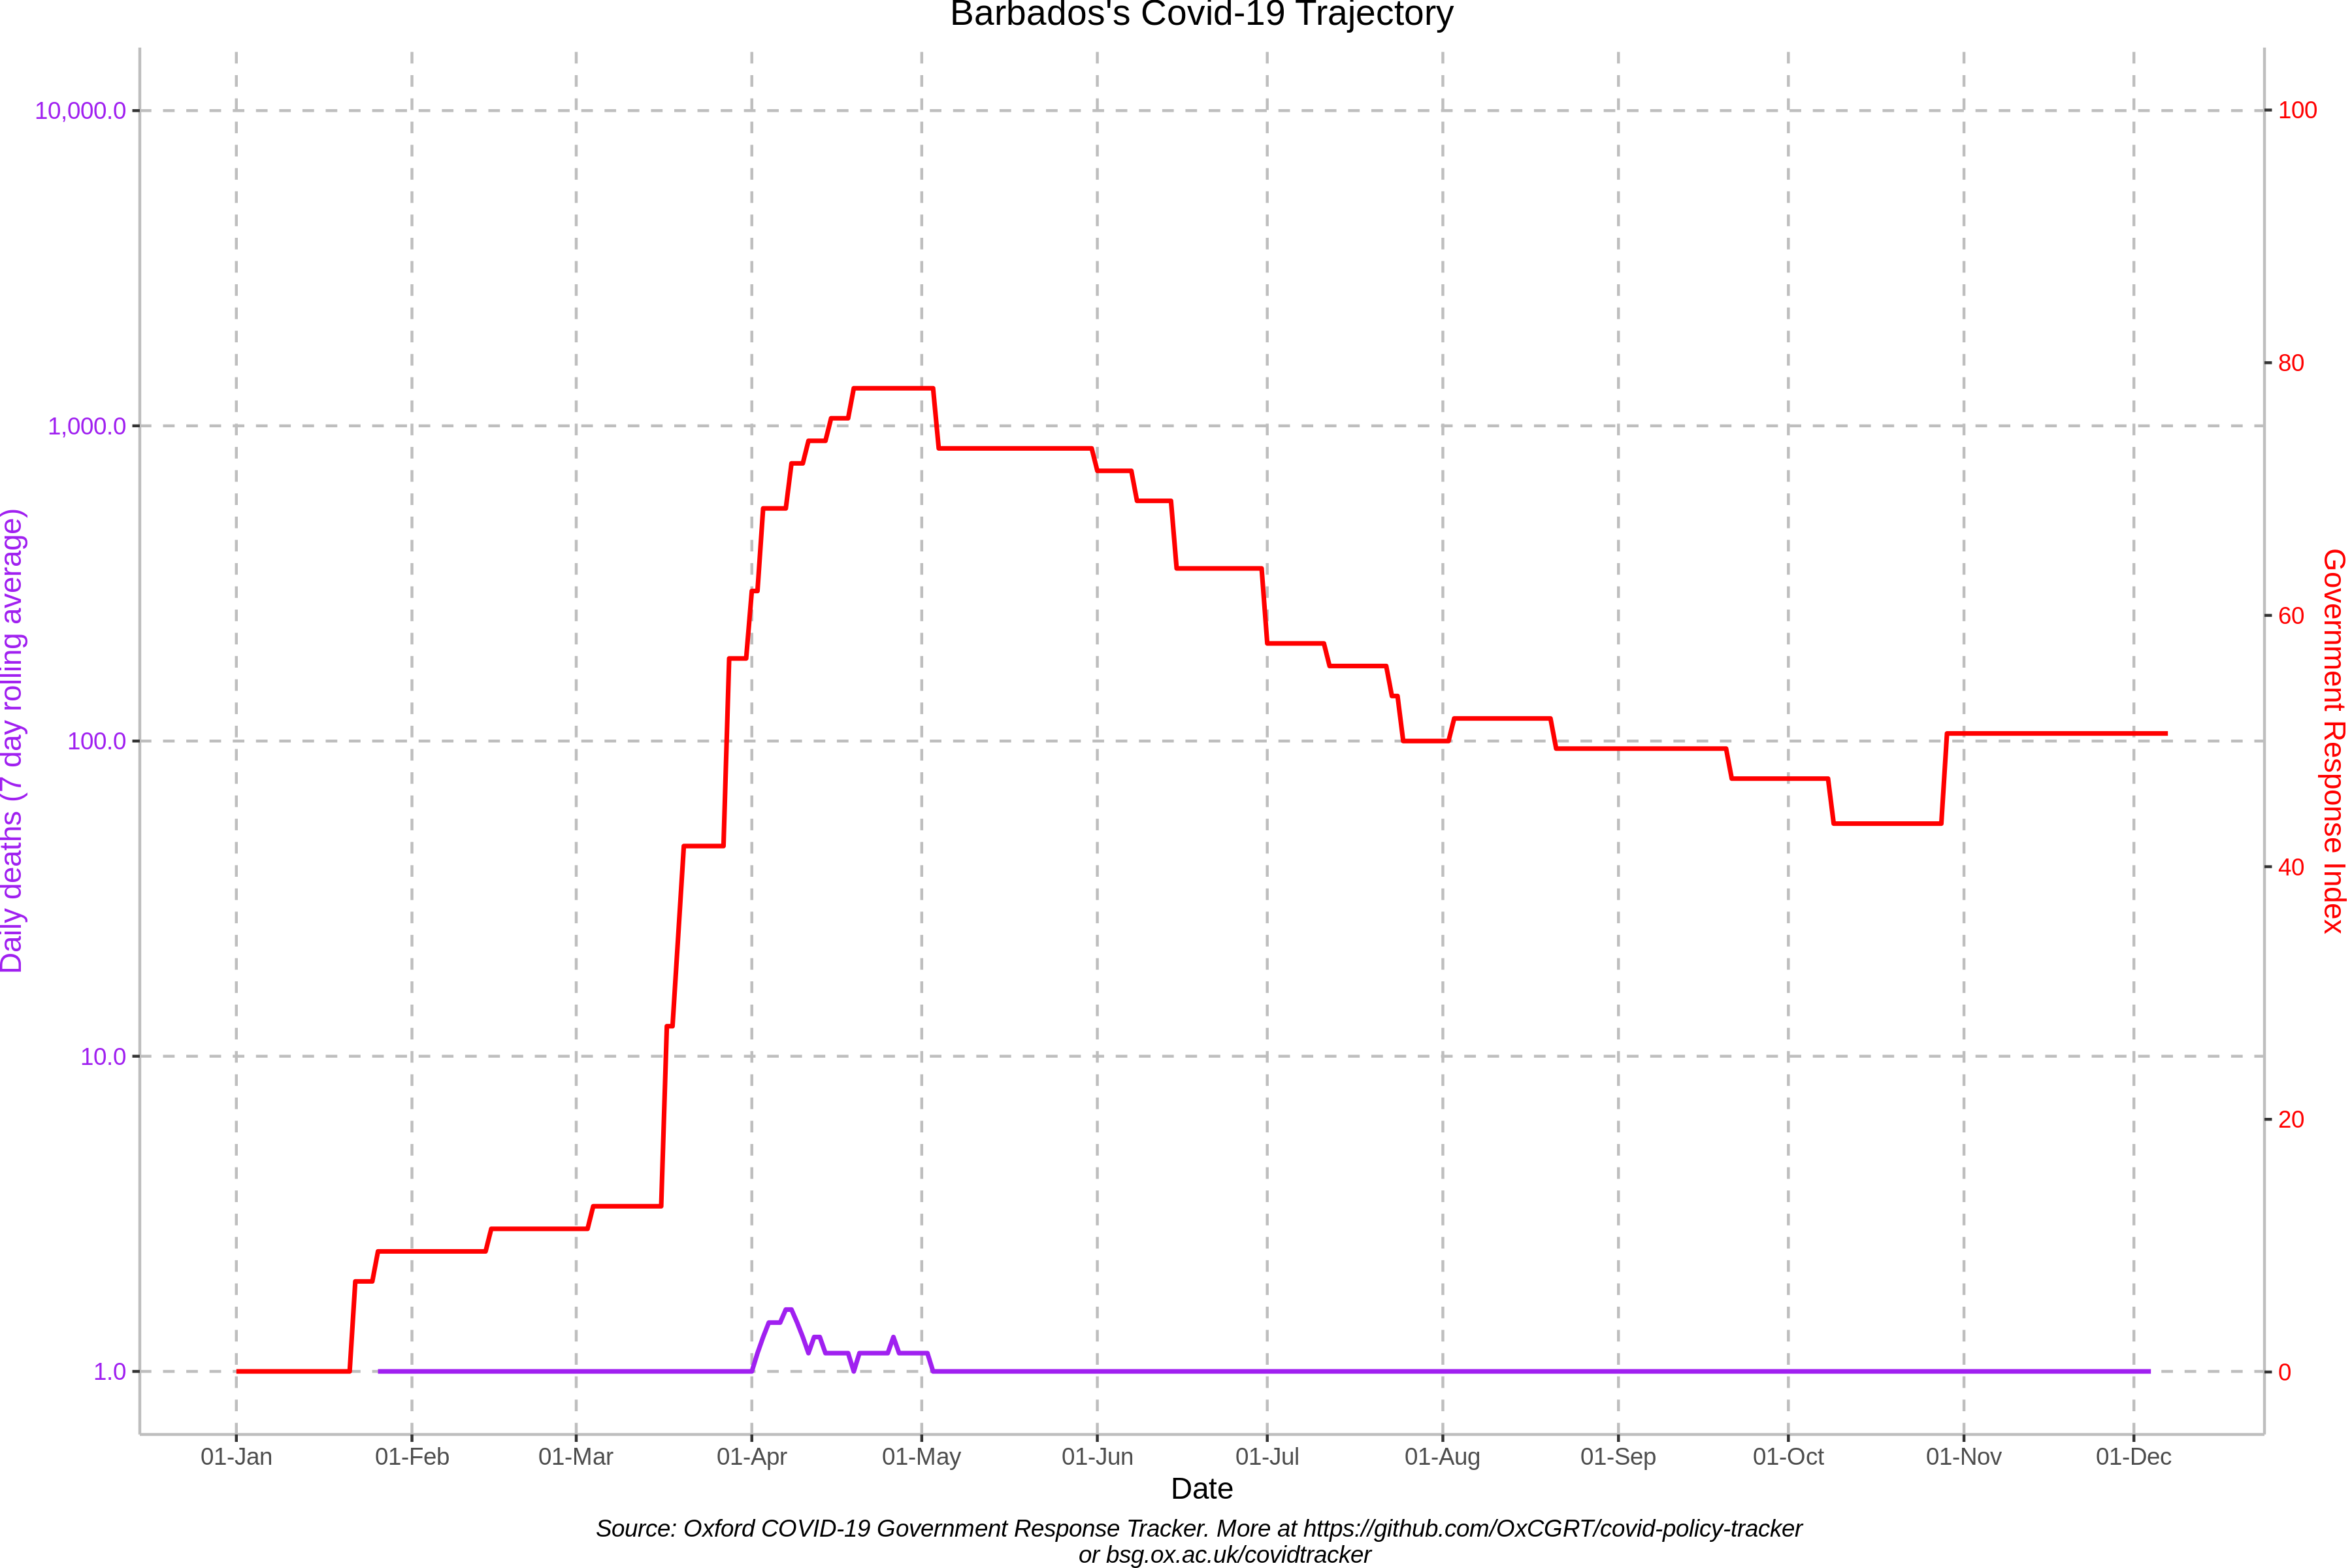 Barbados's Covid-19 Trajectory
10,000.0
1,000.0
100.0
10.0
1.0
Daily deaths (7 day rolling average)
100
80
60
40
20
0
Government Response Index
01-Jan 01-Feb 01-Mar 01-Apr 01-May 01-Jun 01-Jul 01-Aug 01-Sep 01-Oct 01-Nov 01-Dec
Date
Source: Oxford COVID-19 Government Response Tracker. More at https://github.com/OxCGRT/covid-policy-tracker
or bsg.ox.ac.uk/covidtracker